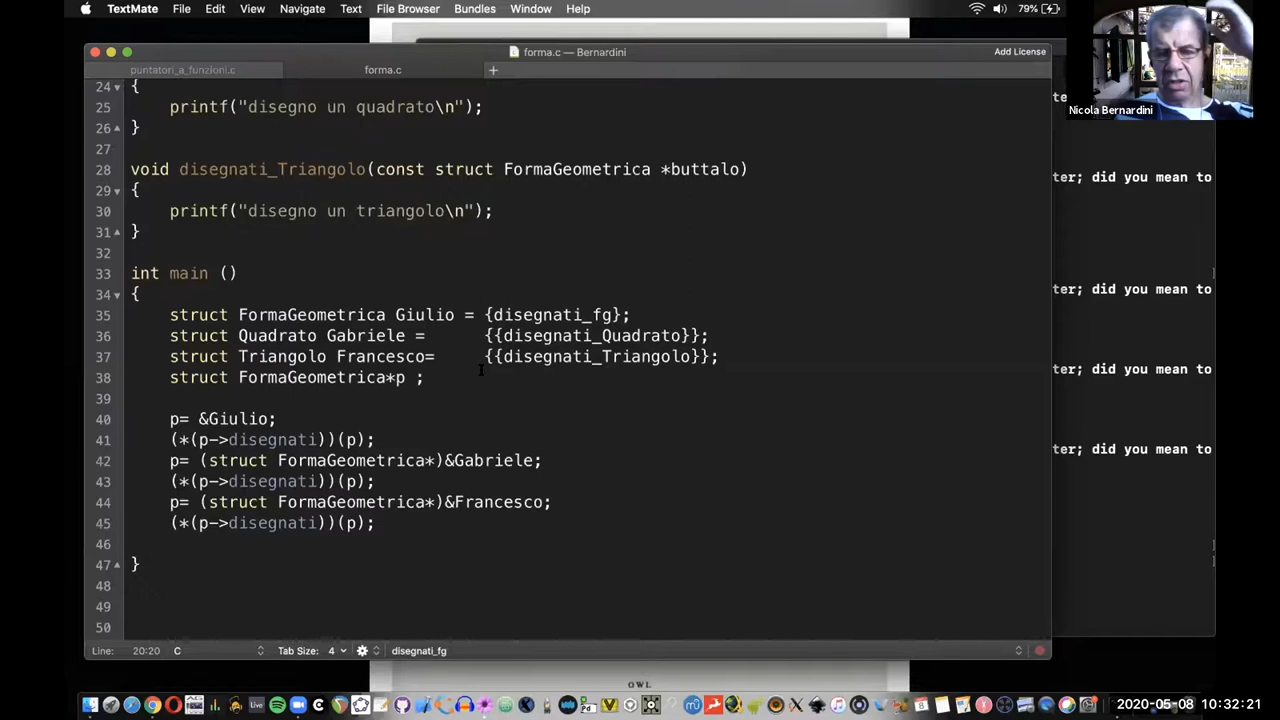 TextMate File Edit View Navigate Text File Browser Bundles Window Help 79%
forma.c — Bernardini Add License
puntatori_a_funzioni.c forma.c +
Nicola Bernardini
24 {
25 printf("disegno un quadrato\n");
26 }
27
28 void disegnati_Triangolo(const struct FormaGeometrica *buttalo)
29 {
30 printf("disegno un triangolo\n");
31 }
32
33 int main ()
34 {
35 struct FormaGeometrica Giulio = {disegnati_fg};
36 struct Quadrato Gabriele = {{disegnati_Quadrato}};
37 struct Triangolo Francesco= {{disegnati_Triangolo}};
38 struct FormaGeometrica*p ;
39
40 p= &Giulio;
41 (*(p->disegnati))(p);
42 p= (struct FormaGeometrica*)&Gabriele;
43 (*(p->disegnati))(p);
44 p= (struct FormaGeometrica*)&Francesco;
45 (*(p->disegnati))(p);
46
47 }
48
49
50
ter; did you mean to
ter; did you mean to
ter; did you mean to
ter; did you mean to
Line: 20:20 C Tab Size: 4 disegnati_fg
OWL
2020-05-08 10:32:21